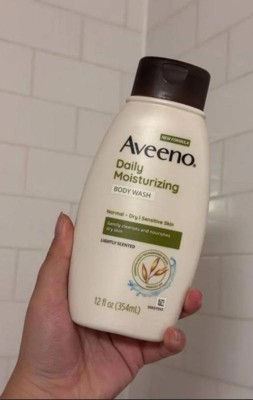 NEW FORMULA
Aveeno®
Daily
Moisturizing
BODY WASH
Normal - Dry | Sensitive Skin
Gently cleanses and nourishes
dry skin
LIGHTLY SCENTED
12 fl oz (354mL)